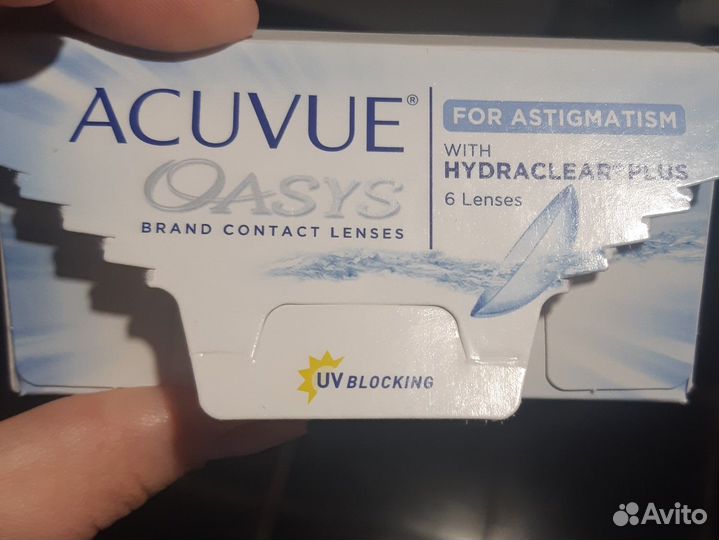 ACUVUE®
OASYS
BRAND CONTACT LENSES
FOR ASTIGMATISM
WITH
HYDRACLEAR® PLUS
6 Lenses
UV BLOCKING
Avito